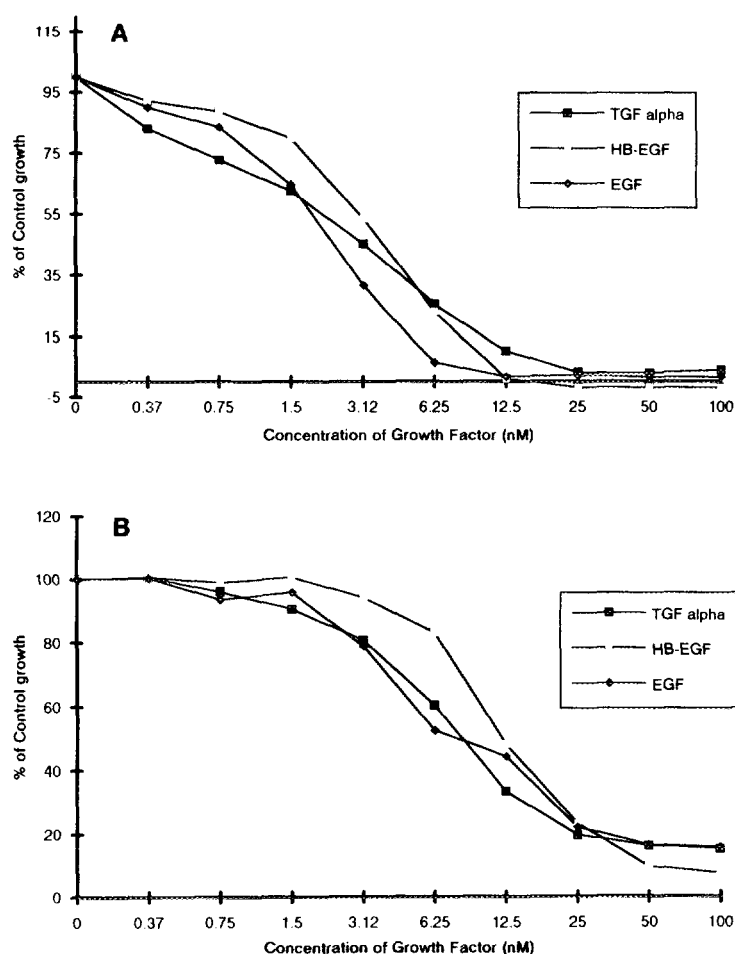 A
115
95
75
55
35
15
-5
% of Control growth
TGF alpha
HB-EGF
EGF
0 0.37 0.75 1.5 3.12 6.25 12.5 25 50 100
Concentration of Growth Factor (nM)
B
120
100
80
60
40
20
0
% of Control growth
TGF alpha
HB-EGF
EGF
0 0.37 0.75 1.5 3.12 6.25 12.5 25 50 100
Concentration of Growth Factor (nM)